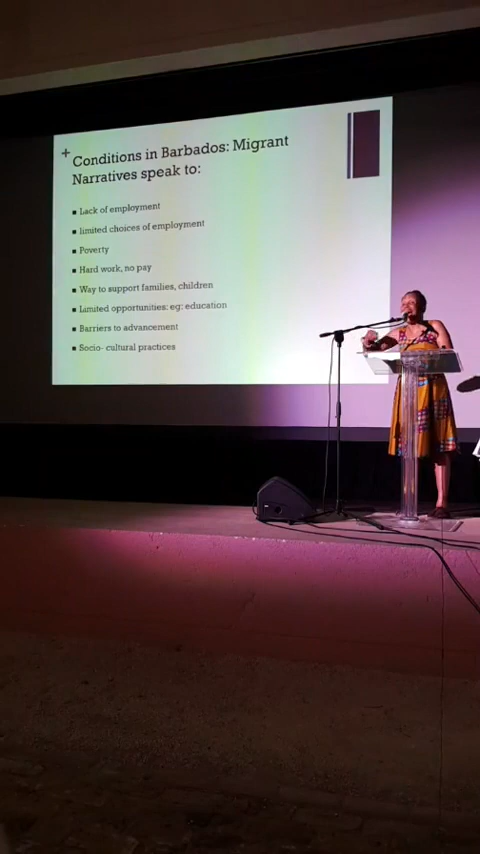 +
Conditions in Barbados: Migrant
Narratives speak to:
▪ Lack of employment
▪ limited choices of employment
▪ Poverty
▪ Hard work, no pay
▪ Way to support families, children
▪ Limited opportunities: eg: education
▪ Barriers to advancement
▪ Socio- cultural practices